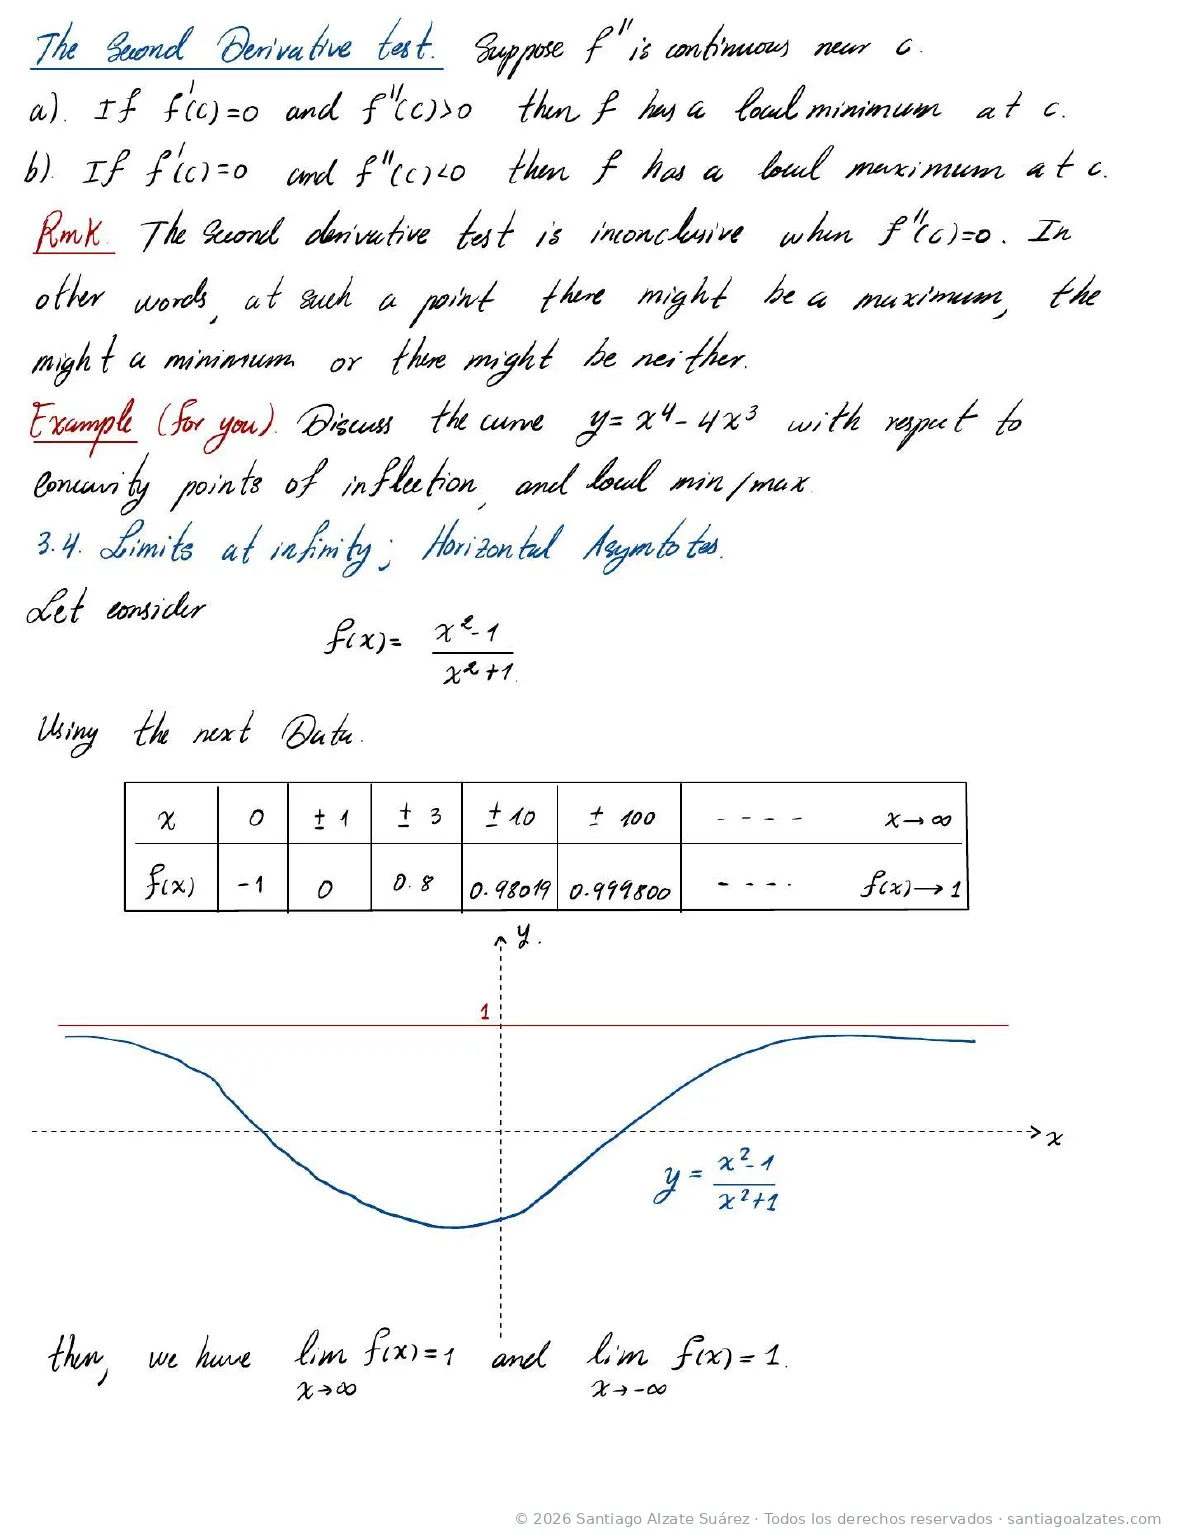 The Second Derivative test. Suppose f'' is continuous near c.
a). If f'(c)=0 and f''(c)>0 then f has a local minimum at c.
b). If f'(c)=0 and f''(c)<0 then f has a local maximum at c.
Rmk. The second derivative test is inconclusive when f''(c)=0. In
other words, at such a point there might be a maximum, the
might a minimum or there might be neither.
Example (for you). Discuss the curve y= x⁴- 4x³ with respect to
concavity points of inflection, and local min/max.
3.4. Limits at infinity; Horizontal Asymtotes.
Let consider
f(x)= x²-1 / x²+1.
Using the next Data.
x 0 ± 1 ± 3 ± 10 ± 100 - - - - x→∞
f(x) -1 0 0.8 0.98019 0.999800 - - - - f(x)→1
y.
1
x
y = x²-1 / x²+1
then, we have lim f(x)=1 and lim f(x)=1.
x→∞ x→-∞
© 2026 Santiago Alzate Suárez · Todos los derechos reservados · santiagoalzates.com